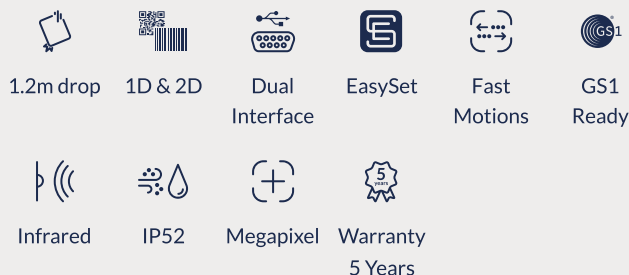 GS1
1.2m drop
1D & 2D
Dual
Interface
EasySet
Fast
Motions
GS1
Ready
5
years
Infrared
IP52
Megapixel
Warranty
5 Years